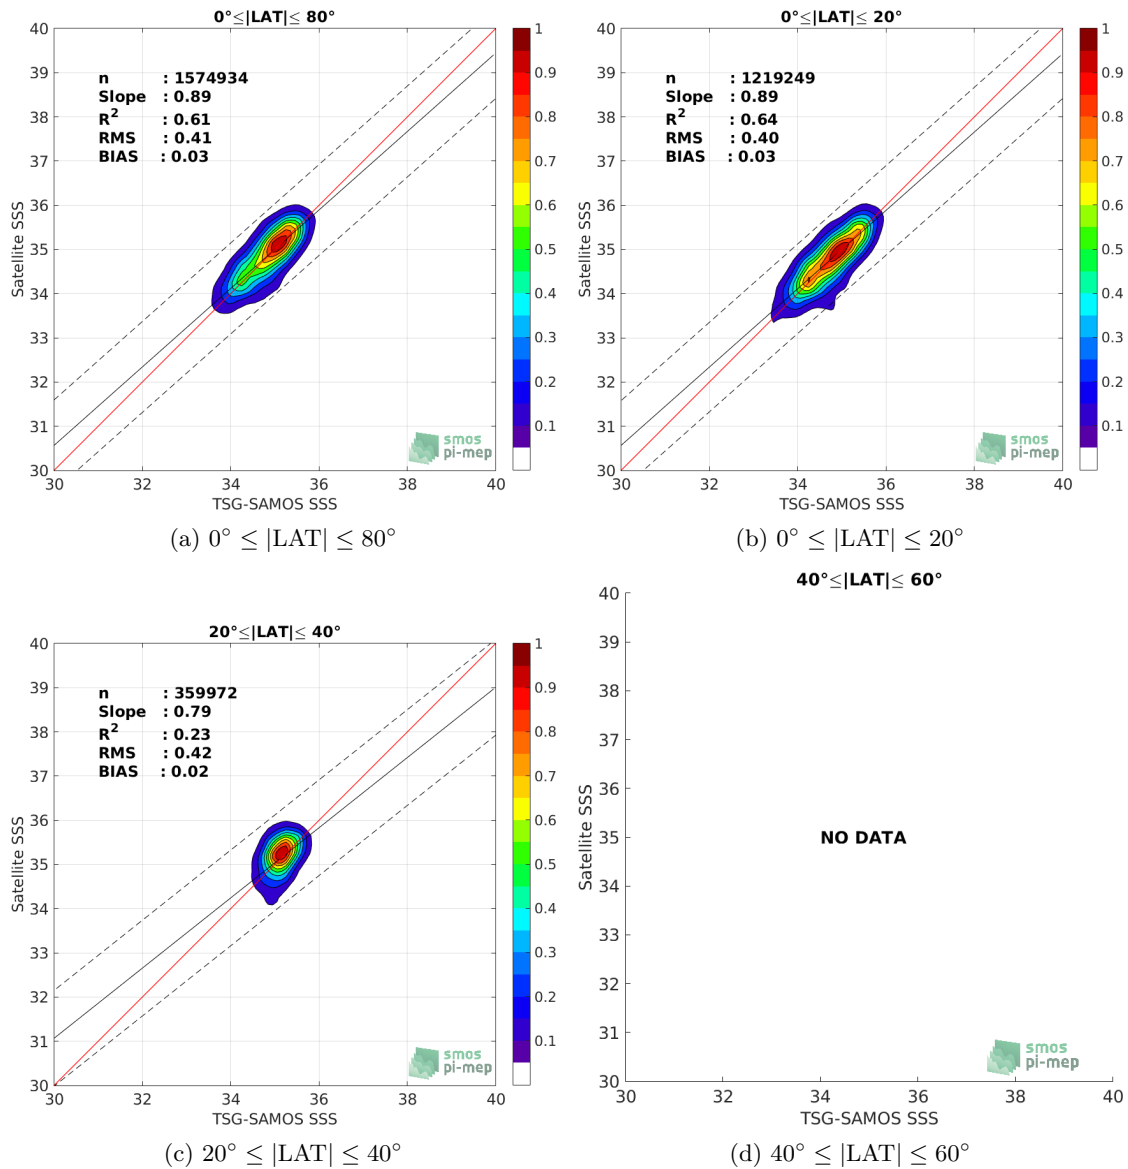 0°≤|LAT|≤ 80°
n : 1574934
Slope : 0.89
R² : 0.61
RMS : 0.41
BIAS : 0.03
Satellite SSS
40
39
38
37
36
35
34
33
32
31
30
30 32 34 36 38 40
TSG-SAMOS SSS
1
0.9
0.8
0.7
0.6
0.5
0.4
0.3
0.2
0.1
smos
pi-mep
(a) 0° ≤ |LAT| ≤ 80°
0°≤|LAT|≤ 20°
n : 1219249
Slope : 0.89
R² : 0.64
RMS : 0.40
BIAS : 0.03
Satellite SSS
40
39
38
37
36
35
34
33
32
31
30
30 32 34 36 38 40
TSG-SAMOS SSS
1
0.9
0.8
0.7
0.6
0.5
0.4
0.3
0.2
0.1
smos
pi-mep
(b) 0° ≤ |LAT| ≤ 20°
20°≤|LAT|≤ 40°
n : 359972
Slope : 0.79
R² : 0.23
RMS : 0.42
BIAS : 0.02
Satellite SSS
40
39
38
37
36
35
34
33
32
31
30
30 32 34 36 38 40
TSG-SAMOS SSS
1
0.9
0.8
0.7
0.6
0.5
0.4
0.3
0.2
0.1
smos
pi-mep
(c) 20° ≤ |LAT| ≤ 40°
40°≤|LAT|≤ 60°
NO DATA
Satellite SSS
40
39
38
37
36
35
34
33
32
31
30
30 32 34 36 38 40
TSG-SAMOS SSS
smos
pi-mep
(d) 40° ≤ |LAT| ≤ 60°